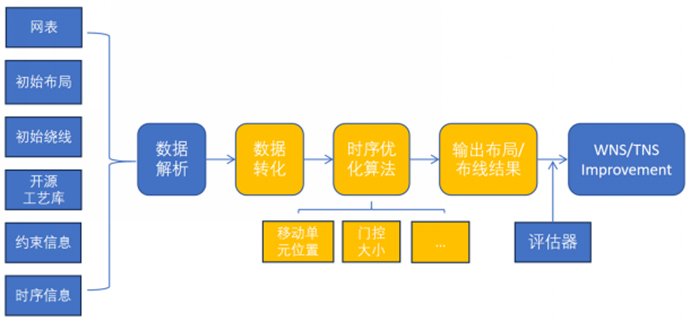 网表
初始布局
初始绕线
开源
工艺库
约束信息
时序信息
数据
解析
数据
转化
时序优
化算法
输出布局/
布线结果
WNS/TNS
Improvement
移动单
元位置
门控
大小
...
评估器